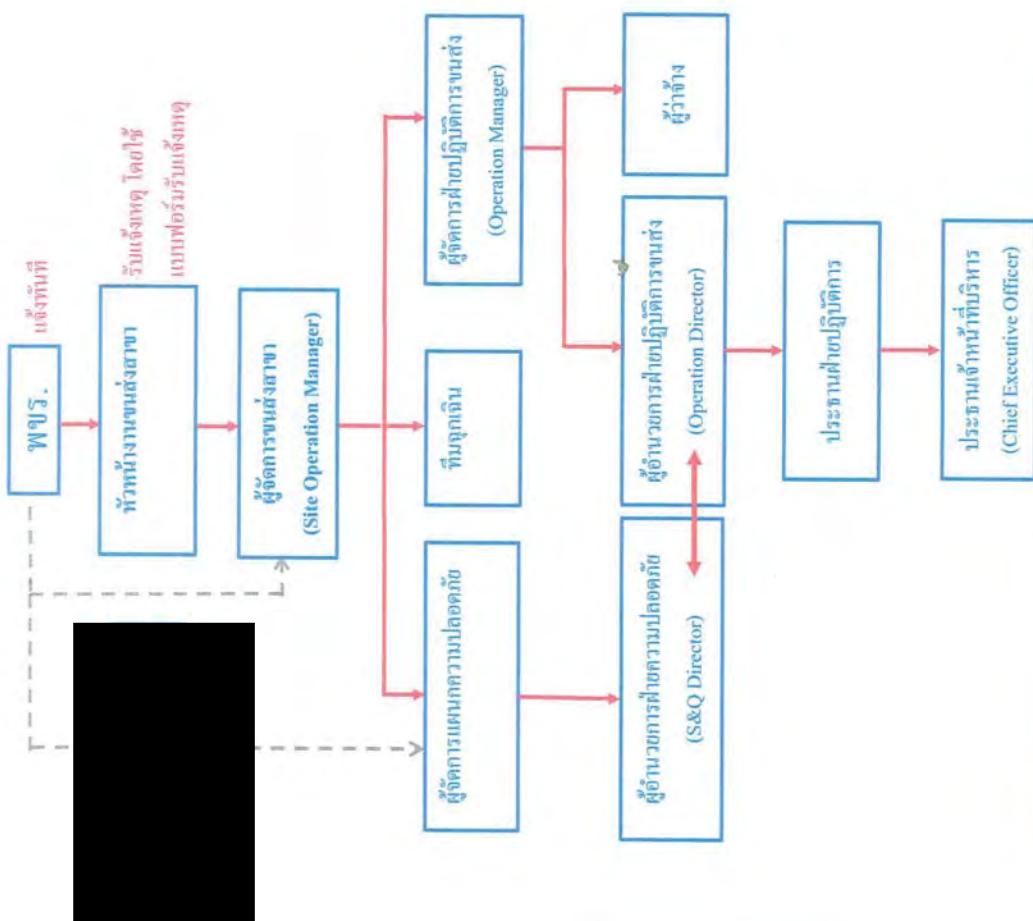 พขร.
แจ้งทันที
หัวหน้างานขนส่งสาขา
รับแจ้งเหตุ โดยใช้
แบบฟอร์มรับแจ้งเหตุ
ผู้จัดการขนส่งสาขา
(Site Operation Manager)
ผู้จัดการแผนกความปลอดภัย
ทีมฉุกเฉิน
ผู้จัดการฝ่ายปฏิบัติการขนส่ง
(Operation Manager)
ผู้อำนวยการฝ่ายความปลอดภัย
(S&Q Director)
ผู้อำนวยการฝ่ายปฏิบัติการขนส่ง
(Operation Director)
ผู้ว่าจ้าง
ประธานฝ่ายปฏิบัติการ
ประธานเจ้าหน้าที่บริหาร
(Chief Executive Officer)